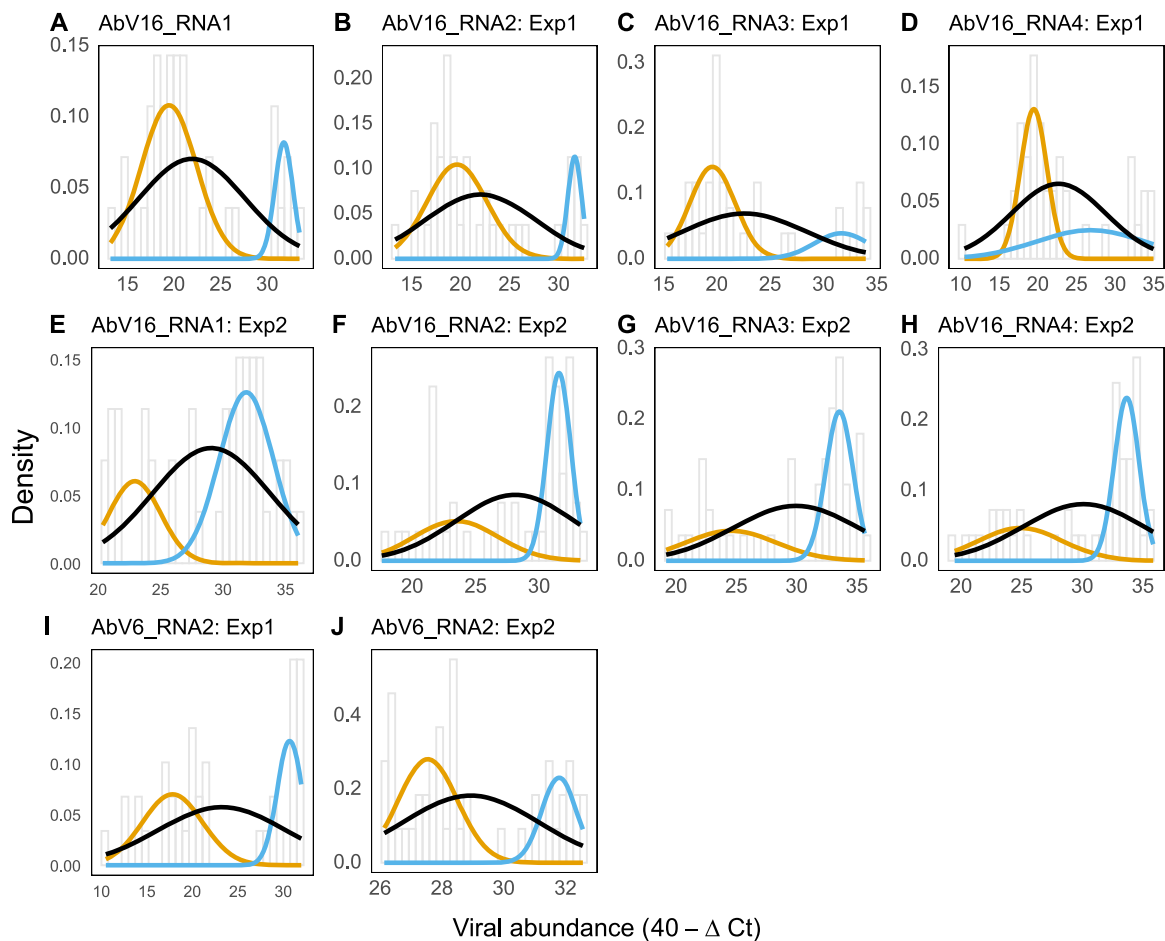 A AbV16_RNA1
0.15
0.10
0.05
0.00
15 20 25 30
B AbV16_RNA2: Exp1
0.20
0.15
0.10
0.05
0.00
15 20 25 30
C AbV16_RNA3: Exp1
0.3
0.2
0.1
0.0
15 20 25 30 35
D AbV16_RNA4: Exp1
0.15
0.10
0.05
0.00
10 15 20 25 30 35
E AbV16_RNA1: Exp2
0.15
0.10
0.05
0.00
20 25 30 35
F AbV16_RNA2: Exp2
0.2
0.1
0.0
20 25 30
G AbV16_RNA3: Exp2
0.3
0.2
0.1
0.0
20 25 30 35
H AbV16_RNA4: Exp2
0.3
0.2
0.1
0.0
20 25 30 35
I AbV6_RNA2: Exp1
0.20
0.15
0.10
0.05
0.00
10 15 20 25 30
J AbV6_RNA2: Exp2
0.4
0.2
0.0
26 28 30 32
Density
Viral abundance (40 – Δ Ct)